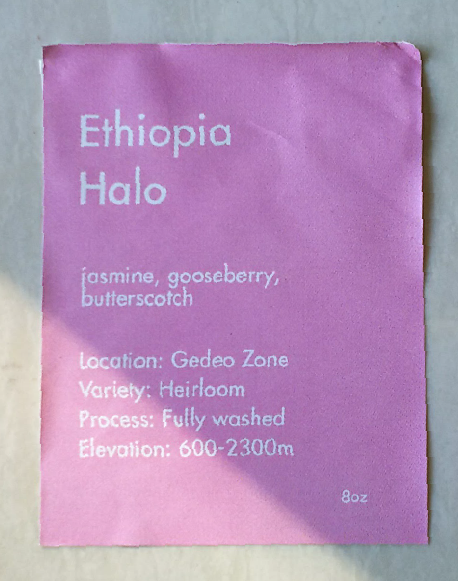 Ethiopia
Halo
jasmine, gooseberry,
butterscotch
Location: Gedeo Zone
Variety: Heirloom
Process: Fully washed
Elevation: 600-2300m
8oz